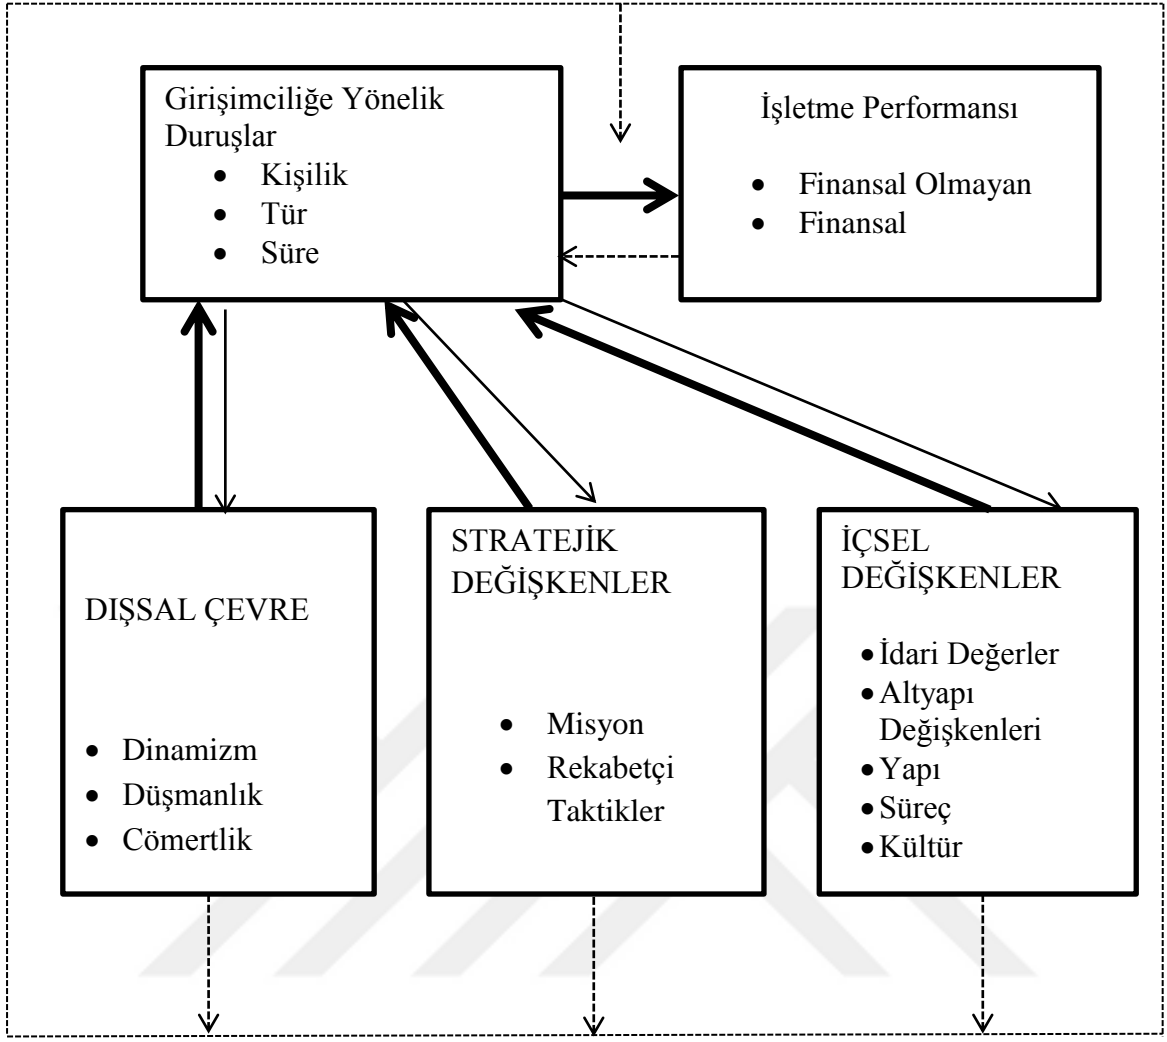 Girişimciliğe Yönelik
Duruşlar
• Kişilik
• Tür
• Süre
İşletme Performansı
• Finansal Olmayan
• Finansal
DIŞSAL ÇEVRE
• Dinamizm
• Düşmanlık
• Cömertlik
STRATEJİK
DEĞİŞKENLER
• Misyon
• Rekabetçi
Taktikler
İÇSEL
DEĞİŞKENLER
• İdari Değerler
• Altyapı
Değişkenleri
• Yapı
• Süreç
• Kültür